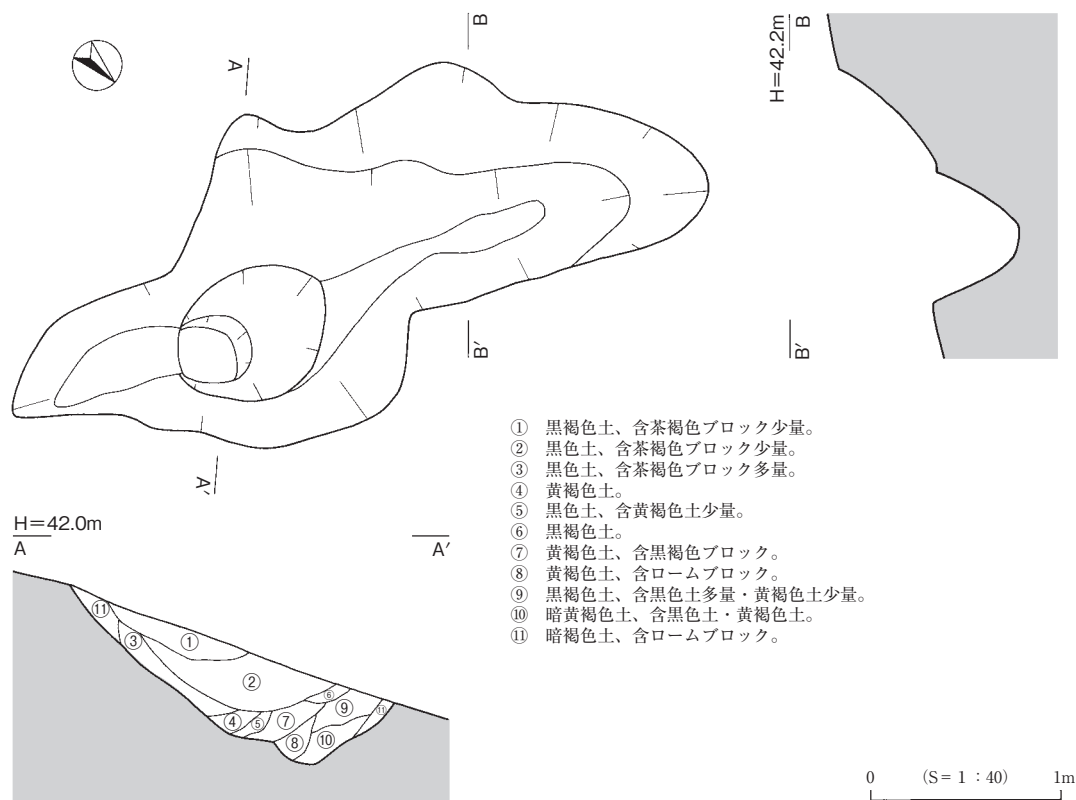 B
A
H＝42.2m
B
B′
B′
A′
① 黒褐色土、含茶褐色ブロック少量。
② 黒色土、含茶褐色ブロック少量。
③ 黒色土、含茶褐色ブロック多量。
④ 黄褐色土。
⑤ 黒色土、含黄褐色土少量。
⑥ 黒褐色土。
⑦ 黄褐色土、含黒褐色ブロック。
⑧ 黄褐色土、含ロームブロック。
⑨ 黒褐色土、含黒色土多量・黄褐色土少量。
⑩ 暗黄褐色土、含黒色土・黄褐色土。
⑪ 暗褐色土、含ロームブロック。
H＝42.0m
A A′
⑪
③
①
②
⑥
④
⑤
⑦
⑨
⑪
⑧
⑩
0 (S＝1：40) 1m